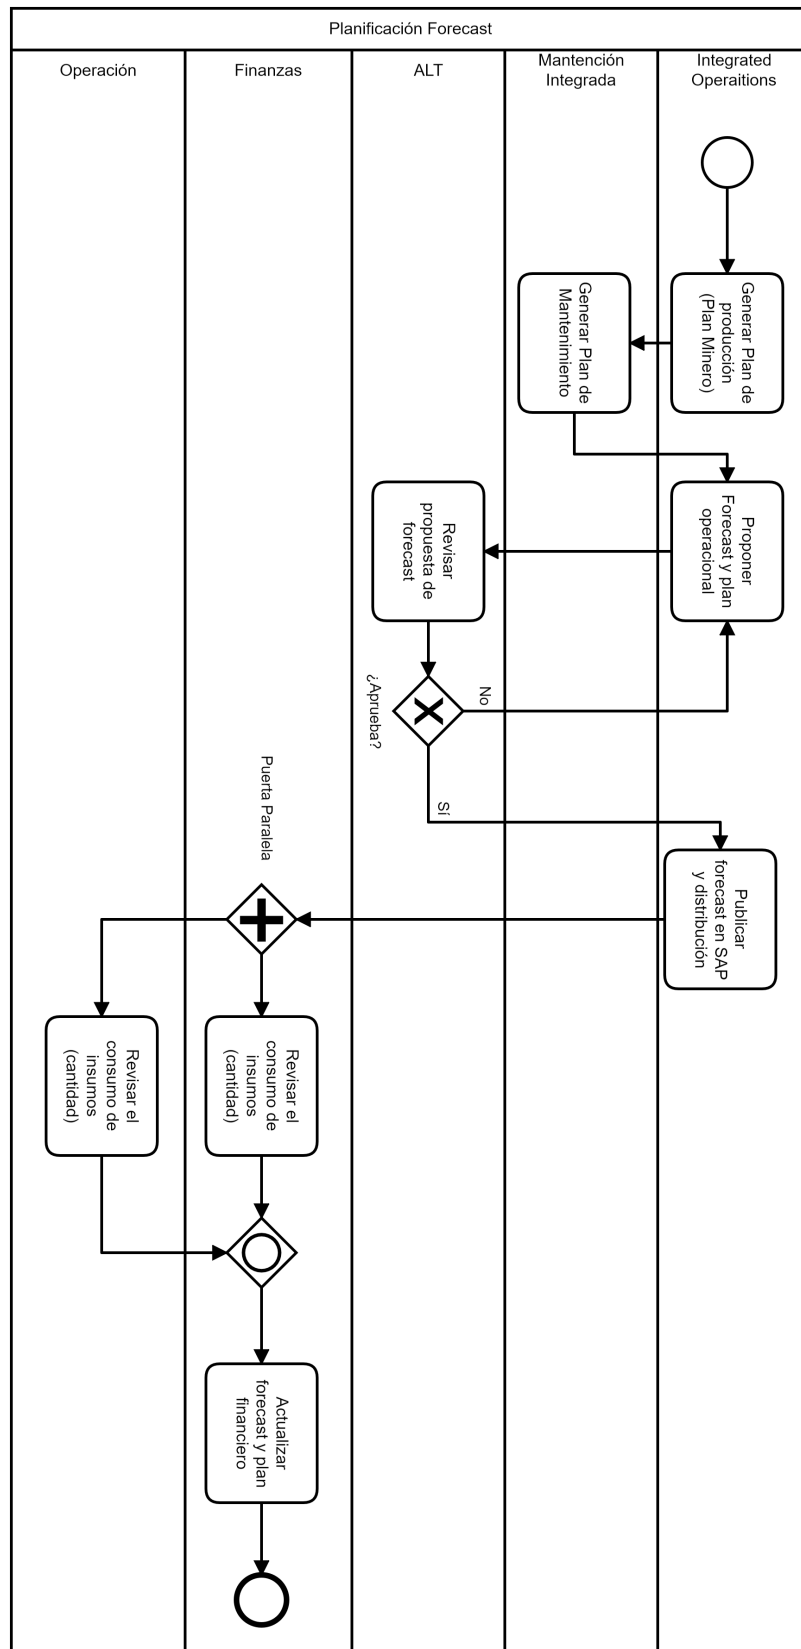 Planificación Forecast
Operación
Finanzas
ALT
Mantención
Integrada
Integrated
Operaitions
Generar Plan de
producción
(Plan Minero)
Generar Plan de
Mantenimiento
Proponer
Forecast y plan
operacional
Revisar
propuesta de
forecast
¿Aprueba?
No
Sí
Publicar
forecast en SAP
y distribución
Puerta Paralela
Revisar el
consumo de
insumos
(cantidad)
Revisar el
consumo de
insumos
(cantidad)
Actualizar
forecast y plan
financiero